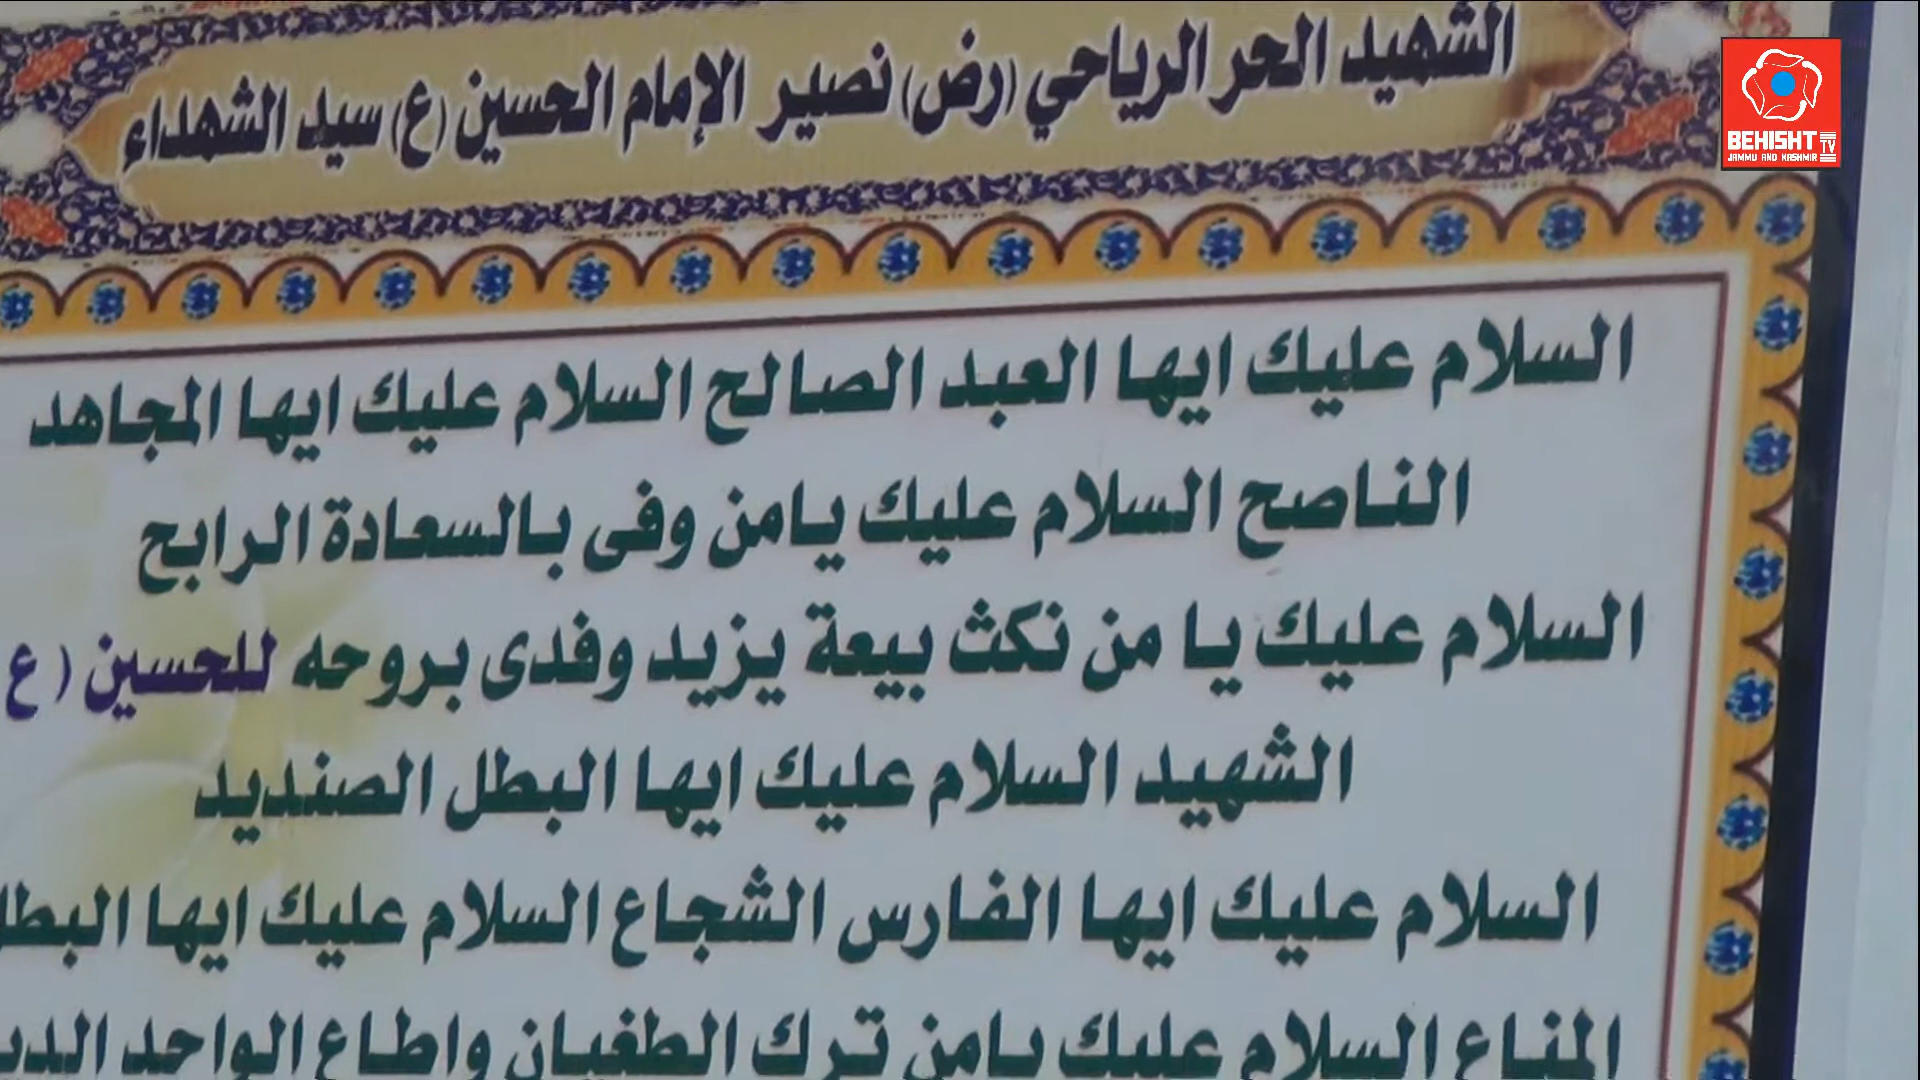 الشهيد الحر الرياحي (رض) نصير الإمام الحسين (ع) سيد الشهداء
BEHISHT TV
JAMMU AND KASHMIR
السلام عليك ايها العبد الصالح السلام عليك ايها المجاهد
الناصح السلام عليك يامن وفى بالسعادة الرابح
السلام عليك يا من نكث بيعة يزيد وفدى بروحه للحسين ( ع
الشهيد السلام عليك ايها البطل الصنديد
السلام عليك ايها الفارس الشجاع السلام عليك ايها البطل
المناع السلام عليك يامن ترك الطغيان واطاع الواحد